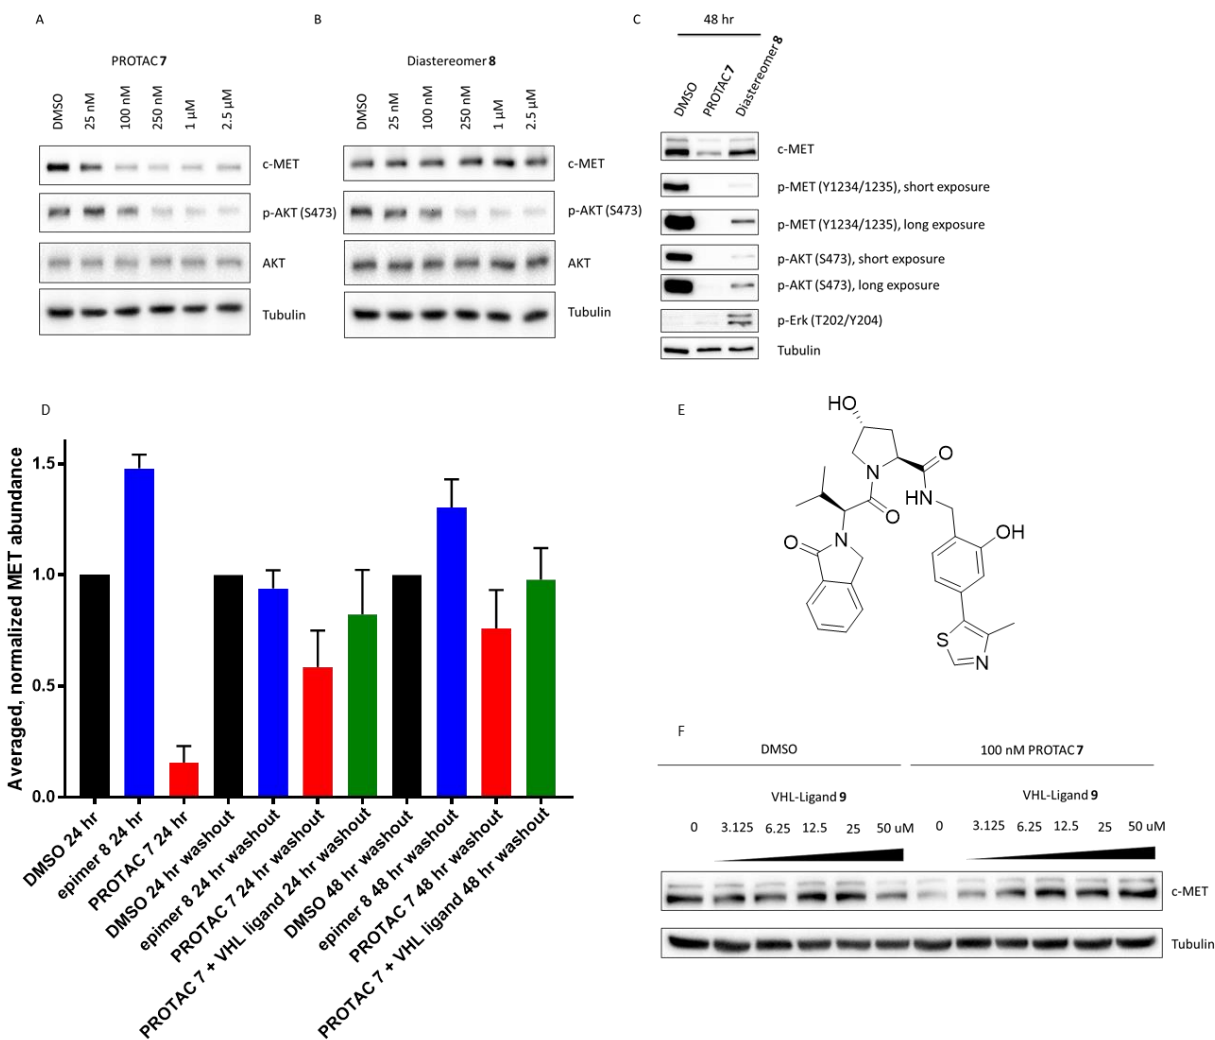 A
B
C
48 hr
PROTAC 7
Diastereomer 8
DMSO
25 nM
100 nM
250 nM
1 µM
2.5 µM
DMSO
25 nM
100 nM
250 nM
1 µM
2.5 µM
DMSO
PROTAC 7
Diastereomer 8
c-MET
p-AKT (S473)
AKT
Tubulin
c-MET
p-AKT (S473)
AKT
Tubulin
c-MET
p-MET (Y1234/1235), short exposure
p-MET (Y1234/1235), long exposure
p-AKT (S473), short exposure
p-AKT (S473), long exposure
p-Erk (T202/Y204)
Tubulin
D
Averaged, normalized MET abundance
1.5
1.0
0.5
0.0
DMSO 24 hr
epimer 8 24 hr
PROTAC 7 24 hr
DMSO 24 hr washout
epimer 8 24 hr washout
PROTAC 7 24 hr washout
PROTAC 7 + VHL ligand 24 hr washout
DMSO 48 hr washout
epimer 8 48 hr washout
PROTAC 7 48 hr washout
PROTAC 7 + VHL ligand 48 hr washout
E
HO
N
O
HN
O
N
O
OH
S
N
F
DMSO
100 nM PROTAC 7
VHL-Ligand 9
VHL-Ligand 9
0 3.125 6.25 12.5 25 50 uM 0 3.125 6.25 12.5 25 50 uM
c-MET
Tubulin